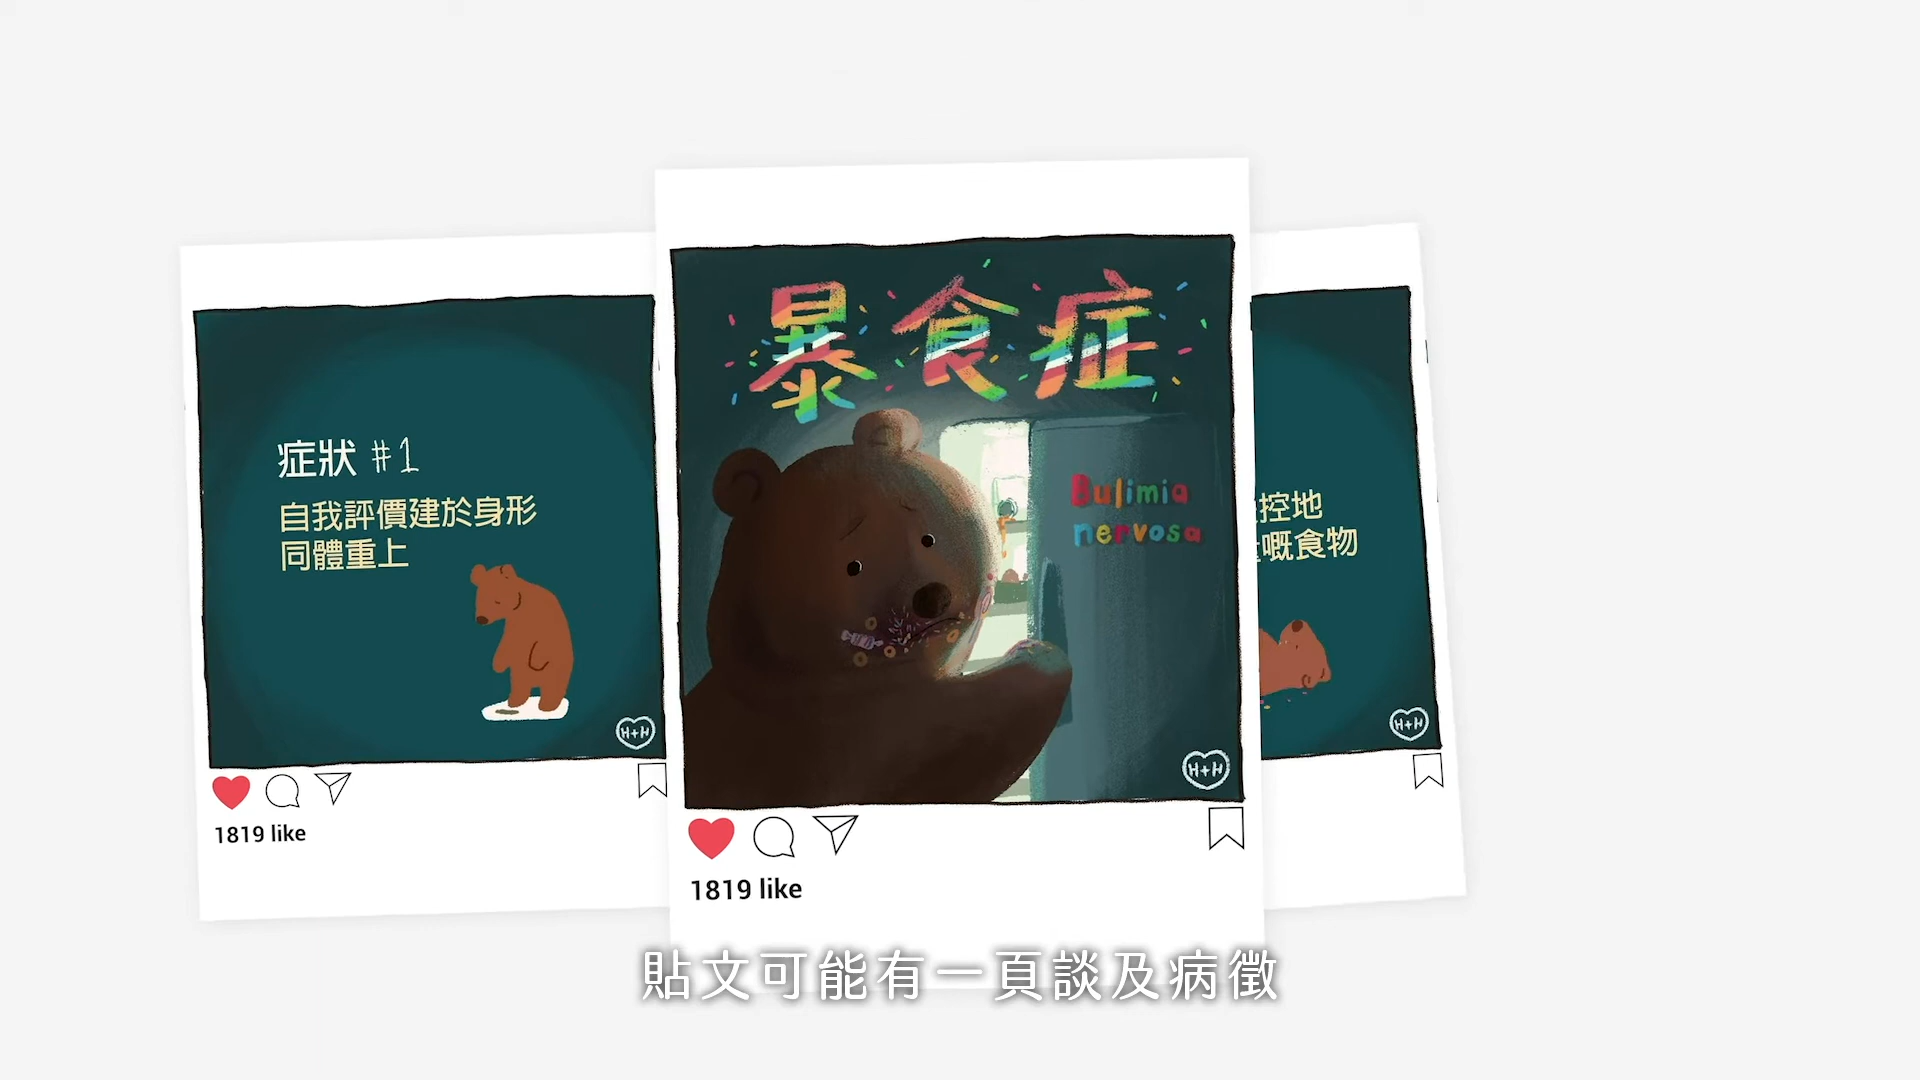 症狀 #1
自我評價建於身形
同體重上
H+H
1819 like
暴食症
Bulimia
nervosa
H+H
1819 like
控地
嘅食物
H+H
貼文可能有一頁談及病徵